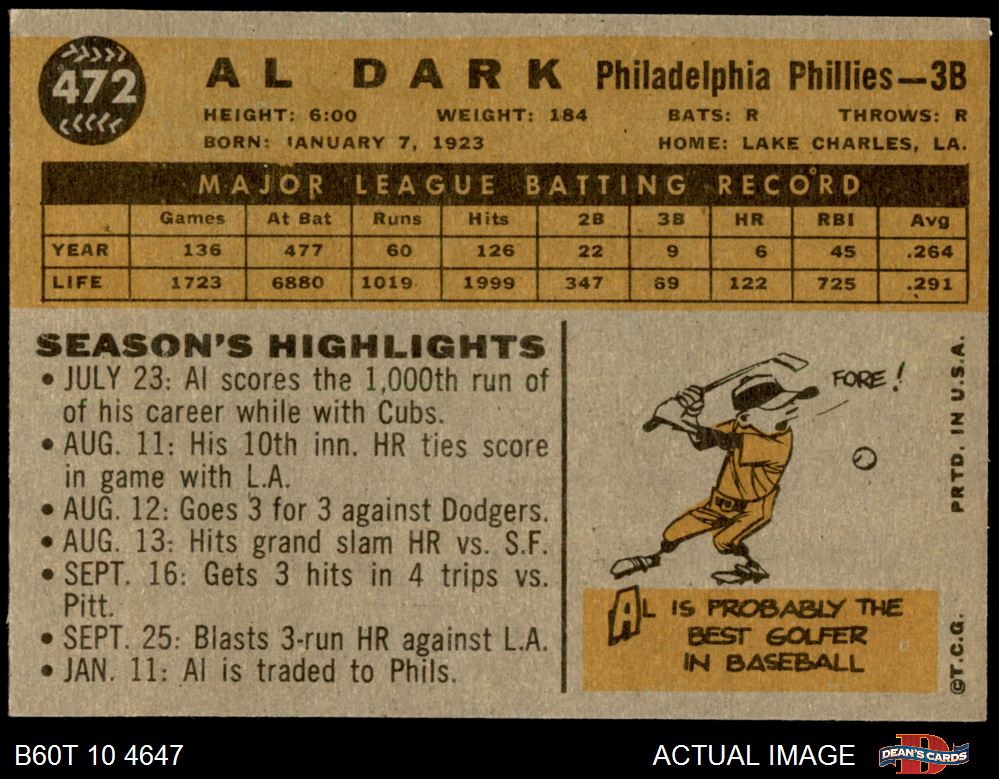 472
AL DARK Philadelphia Phillies—3B
HEIGHT: 6:00 WEIGHT: 184 BATS: R THROWS: R
BORN: JANUARY 7, 1923 HOME: LAKE CHARLES, LA.
MAJOR LEAGUE BATTING RECORD
Games At Bat Runs Hits 2B 3B HR RBI Avg
YEAR 136 477 60 126 22 9 6 45 .264
LIFE 1723 6880 1019 1999 347 69 122 725 .291
SEASON'S HIGHLIGHTS
• JULY 23: Al scores the 1,000th run of
of his career while with Cubs.
• AUG. 11: His 10th inn. HR ties score
in game with L.A.
• AUG. 12: Goes 3 for 3 against Dodgers.
• AUG. 13: Hits grand slam HR vs. S.F.
• SEPT. 16: Gets 3 hits in 4 trips vs.
Pitt.
• SEPT. 25: Blasts 3-run HR against L.A.
• JAN. 11: Al is traded to Phils.
FORE!
AL IS PROBABLY THE
BEST GOLFER
IN BASEBALL
©T.C.G. PRTD. IN U.S.A.
B60T 10 4647 ACTUAL IMAGE DEAN'S CARDS